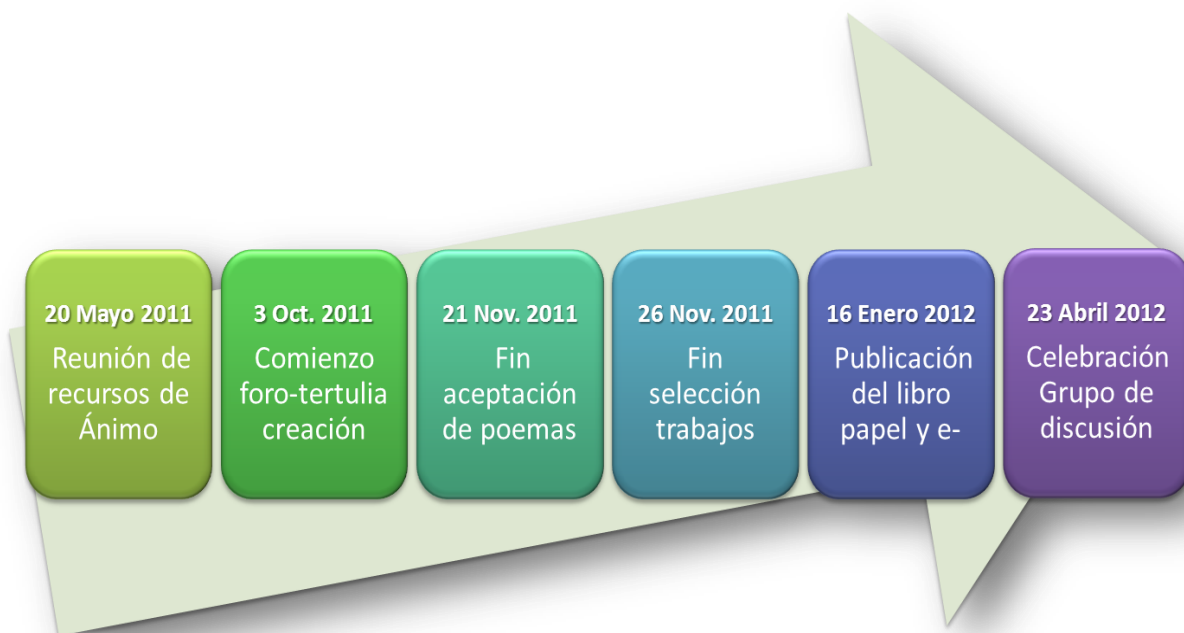 20 Mayo 2011
Reunión de
recursos de
Ánimo
3 Oct. 2011
Comienzo
foro-tertulia
creación
21 Nov. 2011
Fin
aceptación
de poemas
26 Nov. 2011
Fin
selección
trabajos
16 Enero 2012
Publicación
del libro
papel y e-
23 Abril 2012
Celebración
Grupo de
discusión